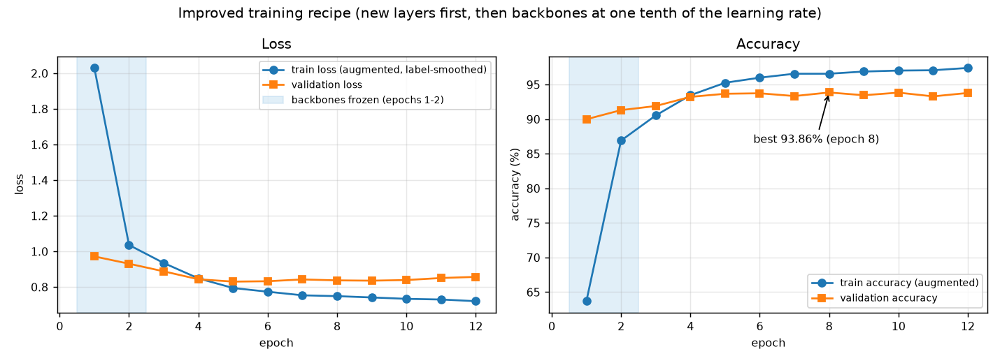 Improved training recipe (new layers first, then backbones at one tenth of the learning rate)
Loss
2.0
1.8
1.6
1.4
1.2
1.0
0.8
loss
0 2 4 6 8 10 12
epoch
train loss (augmented, label-smoothed)
validation loss
backbones frozen (epochs 1-2)
Accuracy
95
90
85
80
75
70
65
accuracy (%)
0 2 4 6 8 10 12
epoch
best 93.86% (epoch 8)
train accuracy (augmented)
validation accuracy